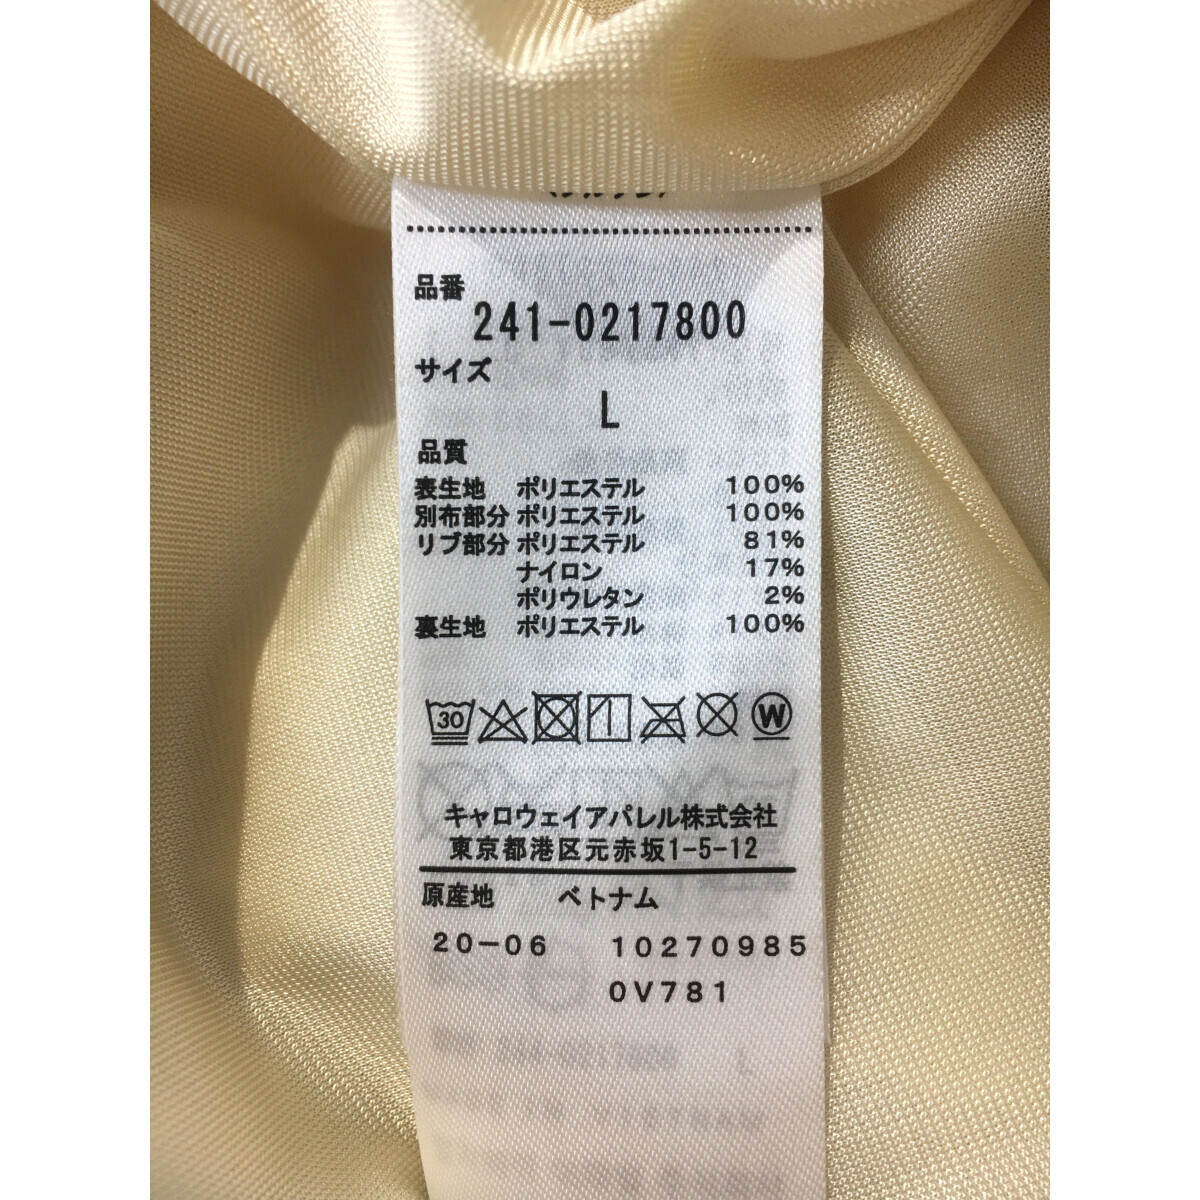 品番
241-0217800
サイズ
L
品質
表生地 ポリエステル 100%
別布部分 ポリエステル 100%
リブ部分 ポリエステル 81%
ナイロン 17%
ポリウレタン 2%
裏生地 ポリエステル 100%
30 W
キャロウェイアパレル株式会社
東京都港区元赤坂1-5-12
原産地 ベトナム
20-06 10270985
0V781